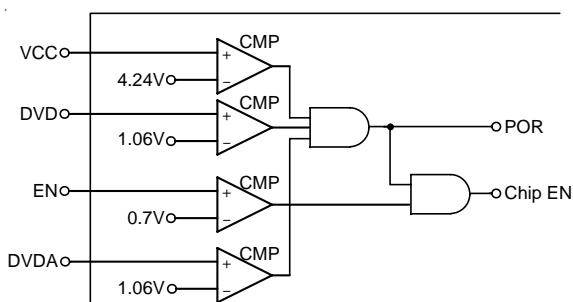 CMP
VCC
+
4.24V
−
CMP
DVD
+
POR
1.06V
−
CMP
EN
+
Chip EN
0.7V
−
CMP
DVDA
+
1.06V
−